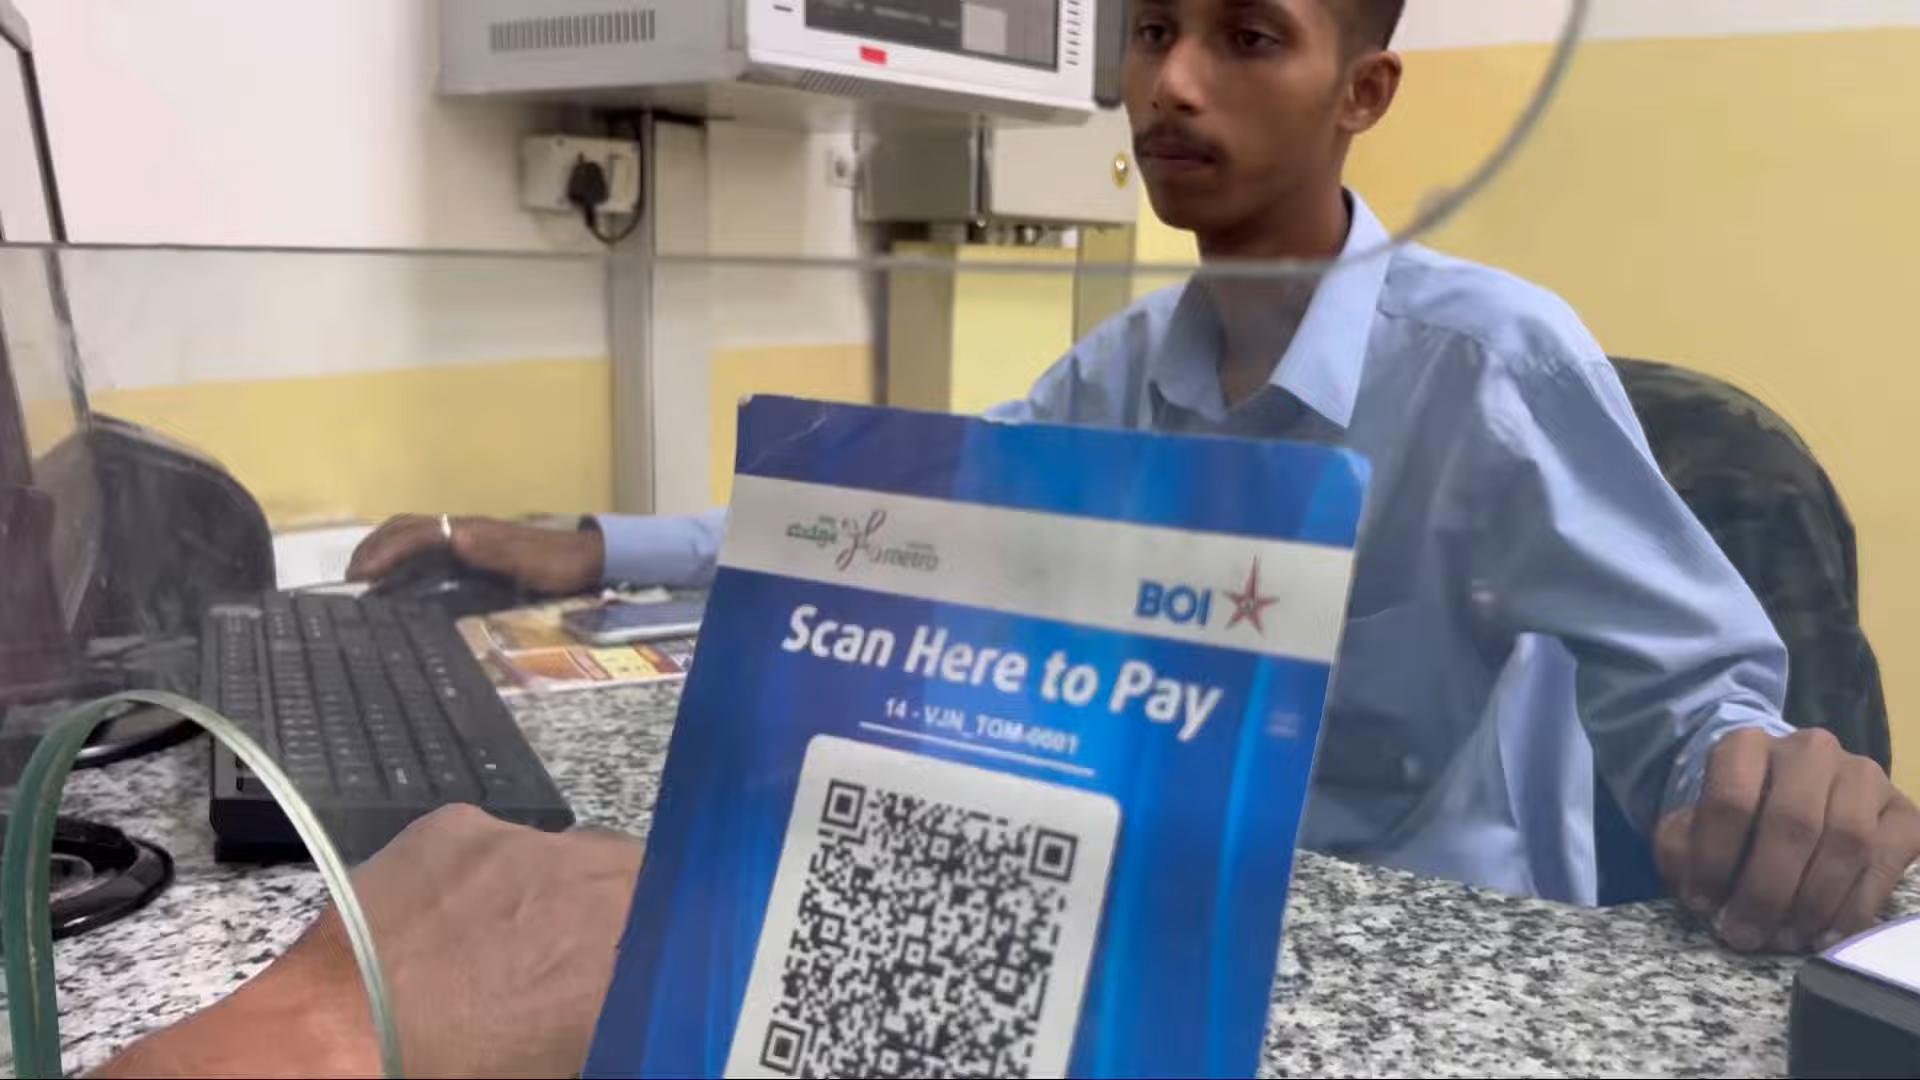 ಮೆಟ್ರೋ
metro
BOI
Scan Here to Pay
14 - VJN_TOM-0001